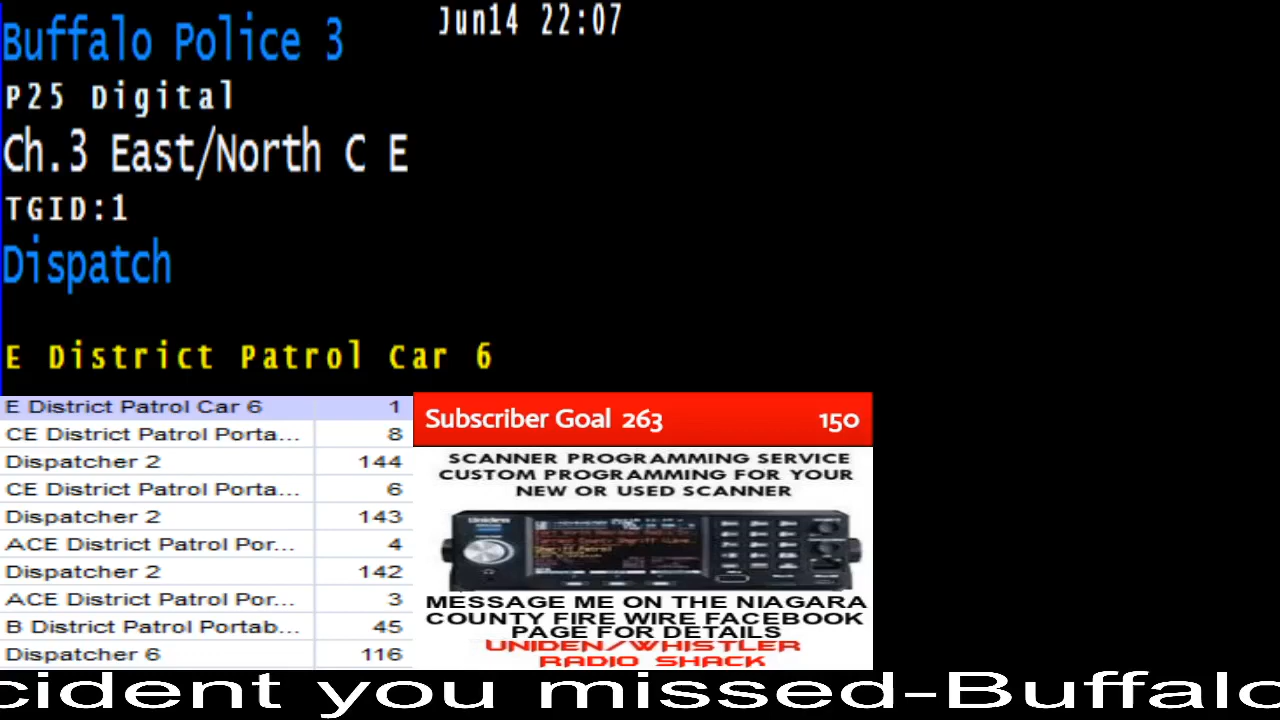 Buffalo Police 3
Jun14 22:07
P25 Digital
Ch.3 East/North C E
TGID:1
Dispatch
E District Patrol Car 6
E District Patrol Car 6 1
CE District Patrol Porta... 8
Dispatcher 2 144
CE District Patrol Porta... 6
Dispatcher 2 143
ACE District Patrol Por... 4
Dispatcher 2 142
ACE District Patrol Por... 3
B District Patrol Portab... 45
Dispatcher 6 116
Subscriber Goal 263 150
SCANNER PROGRAMMING SERVICE
CUSTOM PROGRAMMING FOR YOUR
NEW OR USED SCANNER
Uniden
MESSAGE ME ON THE NIAGARA
COUNTY FIRE WIRE FACEBOOK
PAGE FOR DETAILS
UNIDEN/WHISTLER
RADIO SHACK
cident you missed-Buffalo